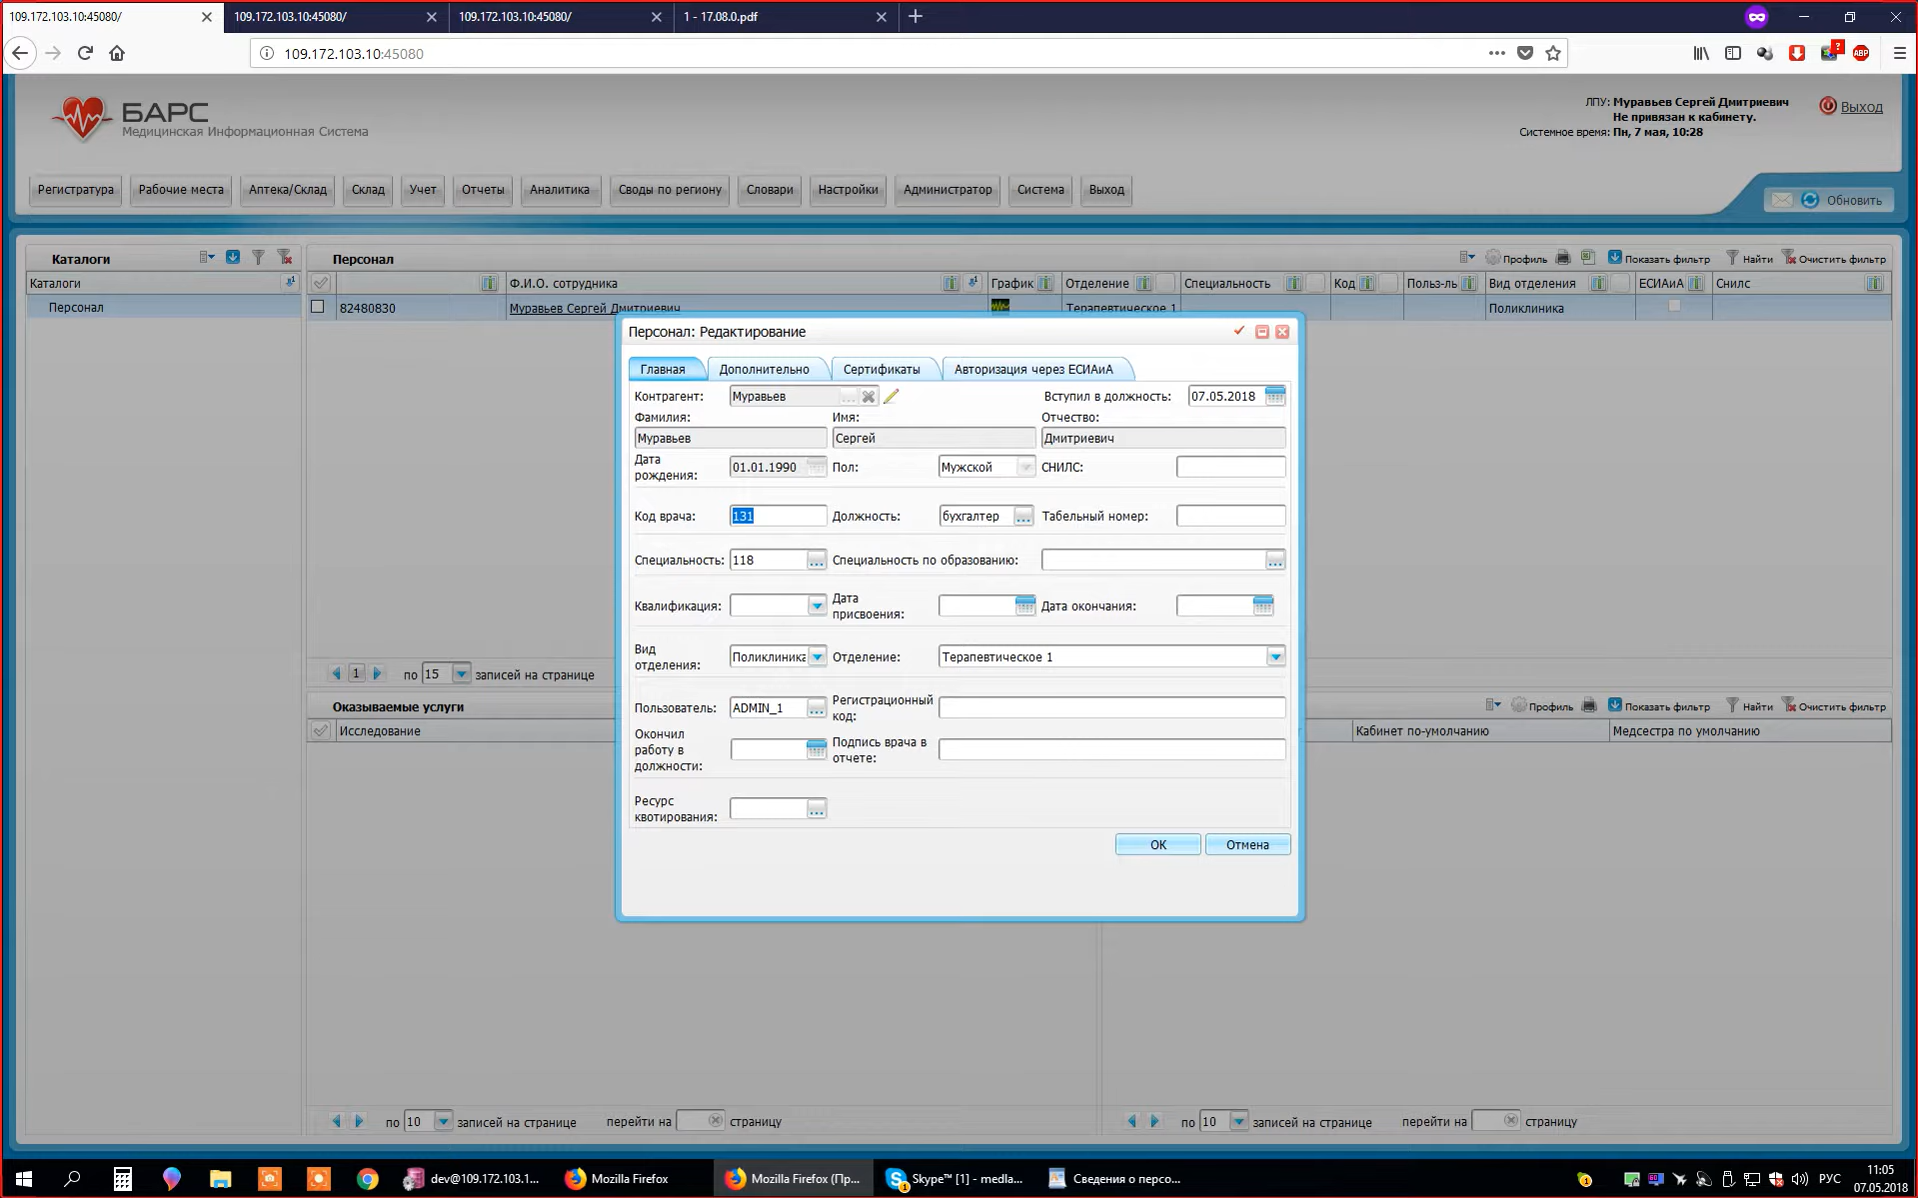 109.172.103.10:45080/
109.172.103.10:45080/
109.172.103.10:45080/
1 - 17.08.0.pdf
109.172.103.10:45080
ABP
БАРС
Медицинская Информационная Система
ЛПУ: Муравьев Сергей Дмитриевич
Не привязан к кабинету.
Системное время: Пн, 7 мая, 10:28
Выход
Регистратура Рабочие места Аптека/Склад Склад Учет Отчеты Аналитика Своды по региону Словари Настройки Администратор Система Выход
Обновить
Каталоги
Каталоги
Персонал
Персонал
Профиль Показать фильтр Найти Очистить фильтр
Ф.И.О. сотрудника График Отделение Специальность Код Польз-ль Вид отделения ЕСИАиА Снилс
82480830 Муравьев Сергей Дмитриевич Терапевтическое 1 Поликлиника
Персонал: Редактирование
Главная Дополнительно Сертификаты Авторизация через ЕСИАиА
Контрагент: Муравьев ... Вступил в должность: 07.05.2018
Фамилия: Имя: Отчество:
Муравьев Сергей Дмитриевич
Дата рождения: 01.01.1990 Пол: Мужской СНИЛС:
Код врача: 131 Должность: бухгалтер ... Табельный номер:
Специальность: 118 ... Специальность по образованию: ...
Квалификация: Дата присвоения: Дата окончания:
Вид отделения: Поликлиника Отделение: Терапевтическое 1
Пользователь: ADMIN_1 ... Регистрационный код:
Окончил работу в должности: Подпись врача в отчете:
Ресурс квотирования: ...
ОК Отмена
1 по 15 записей на странице
Оказываемые услуги
Исследование
Профиль Показать фильтр Найти Очистить фильтр
Кабинет по-умолчанию Медсестра по умолчанию
по 10 записей на странице перейти на страницу
по 10 записей на странице перейти на страницу
dev@109.172.103.1...
Mozilla Firefox
Mozilla Firefox (Пр...
Skype™ [1] - medla...
Сведения о персо...
РУС
11:05
07.05.2018